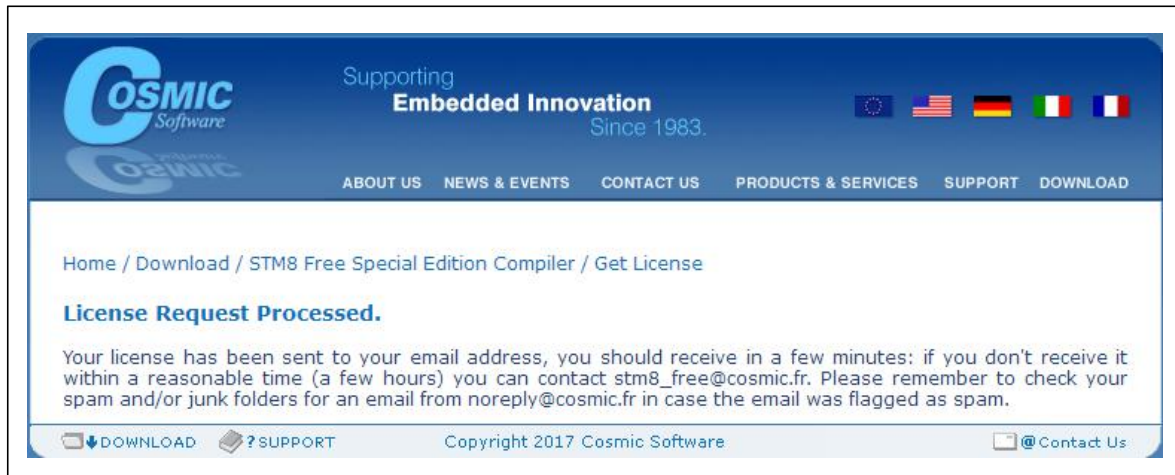 COSMIC
Software
Supporting
Embedded Innovation
Since 1983.
ABOUT US NEWS & EVENTS CONTACT US PRODUCTS & SERVICES SUPPORT DOWNLOAD
Home / Download / STM8 Free Special Edition Compiler / Get License
License Request Processed.
Your license has been sent to your email address, you should receive in a few minutes: if you don't receive it
within a reasonable time (a few hours) you can contact stm8_free@cosmic.fr. Please remember to check your
spam and/or junk folders for an email from noreply@cosmic.fr in case the email was flagged as spam.
DOWNLOAD ? SUPPORT Copyright 2017 Cosmic Software @ Contact Us